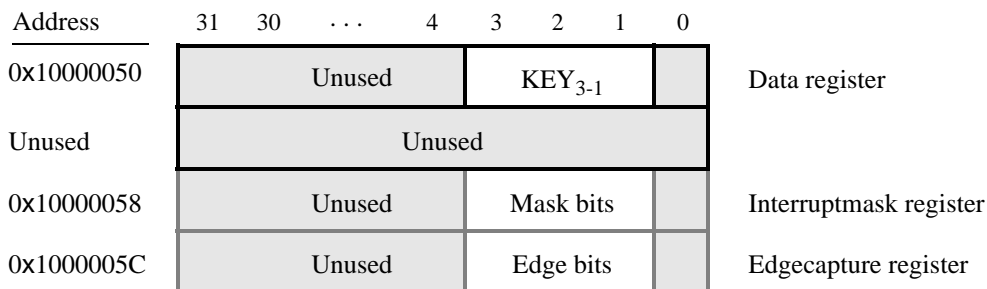 Address 31 30 . . . 4 3 2 1 0
0x10000050 Unused KEY3-1 Data register
Unused Unused
0x10000058 Unused Mask bits Interruptmask register
0x1000005C Unused Edge bits Edgecapture register